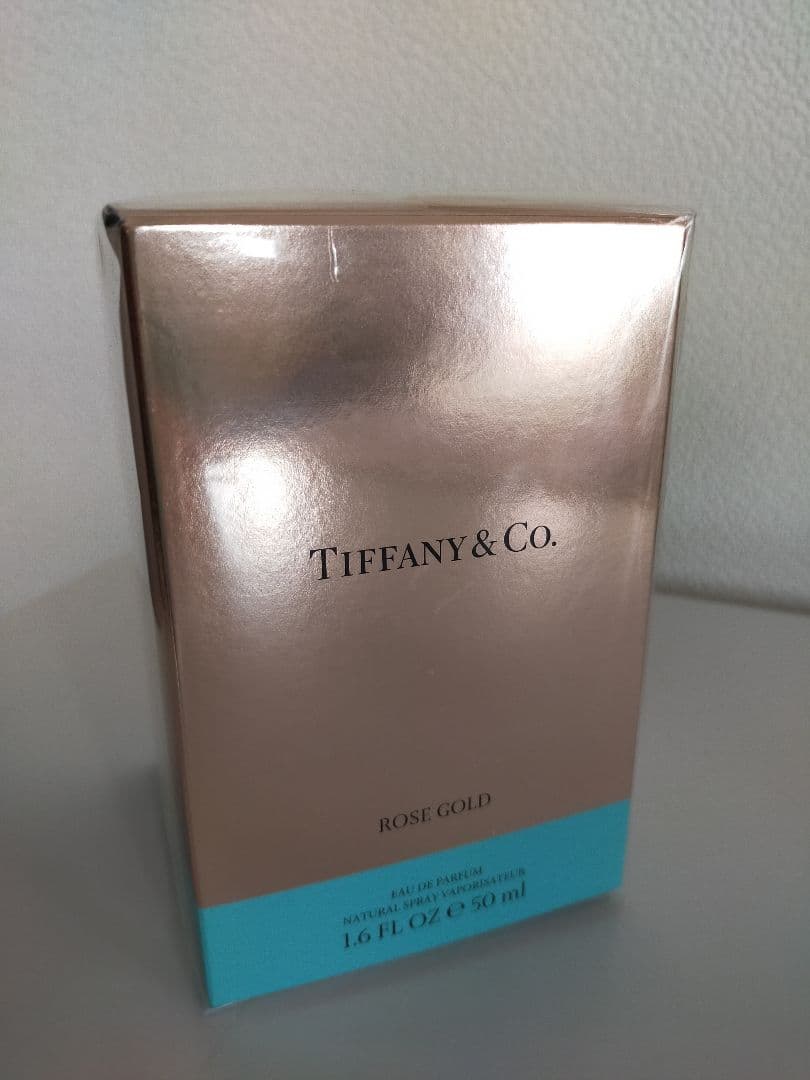 TIFFANY & CO.
ROSE GOLD
EAU DE PARFUM
NATURAL SPRAY VAPORISATEUR
1.6 FL OZ ℮ 50 ml